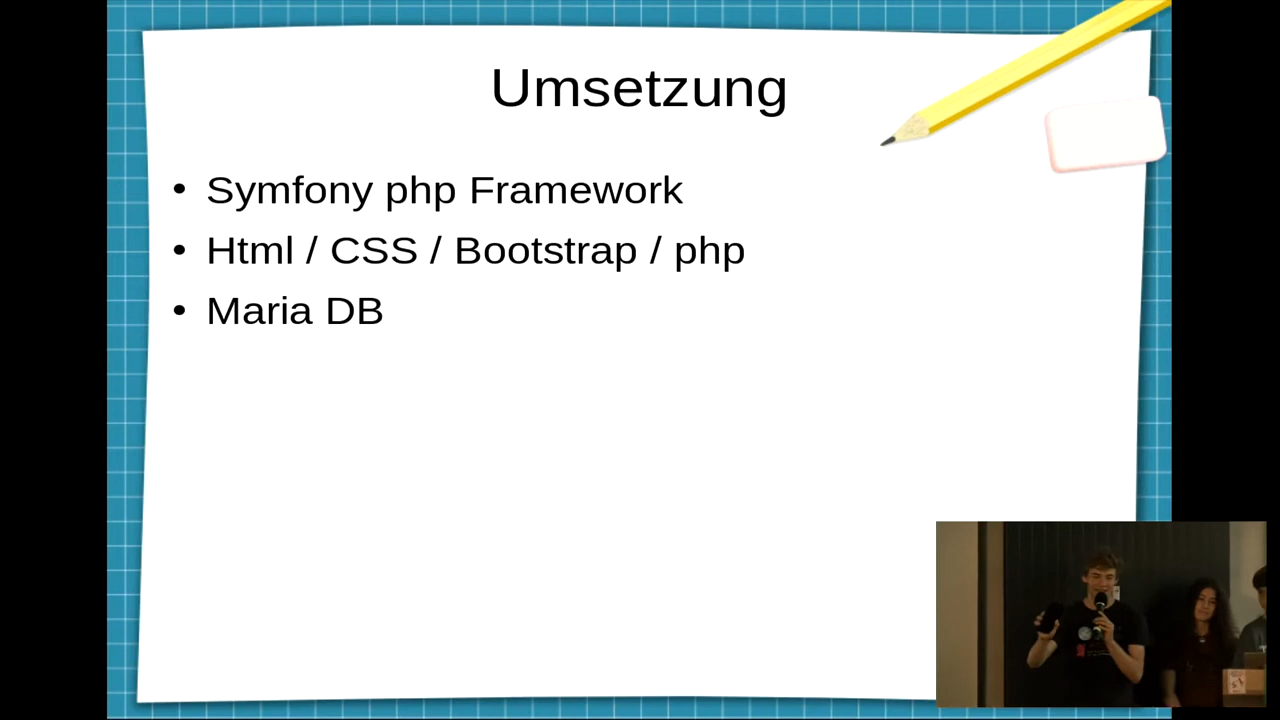 Umsetzung
• Symfony php Framework
• Html / CSS / Bootstrap / php
• Maria DB